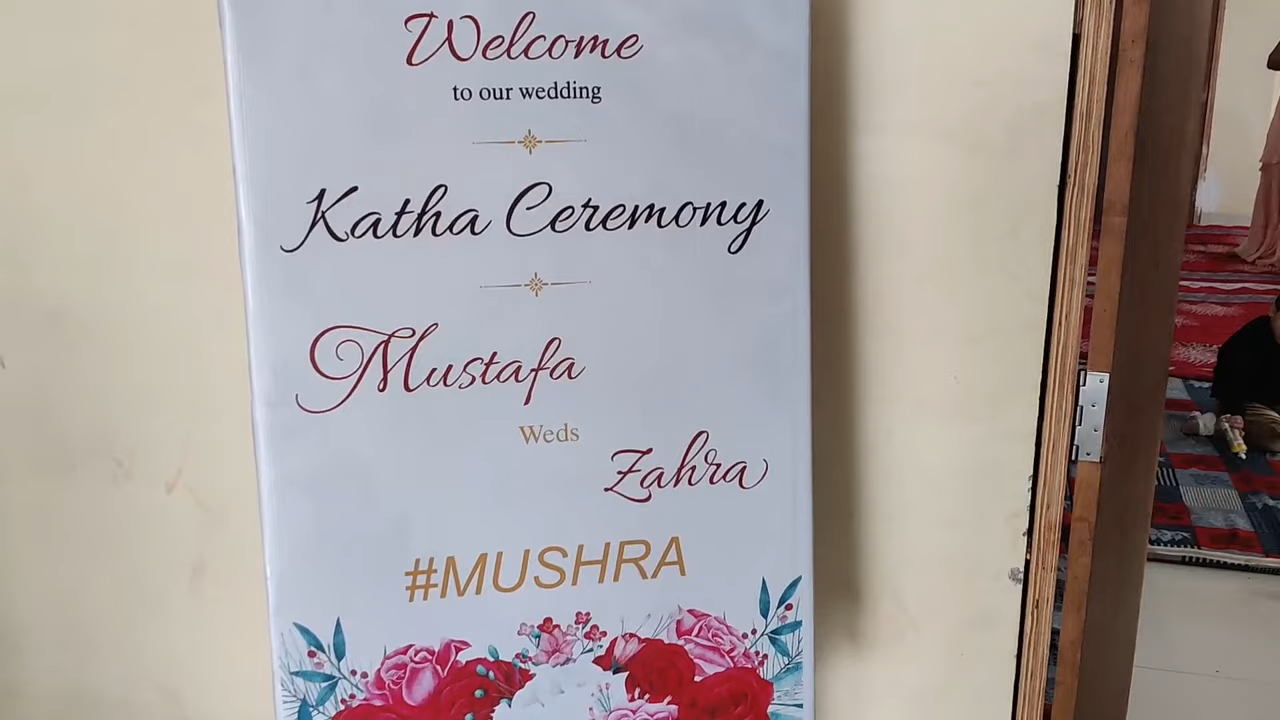 Welcome
to our wedding
Katha Ceremony
Mustafa
Weds
Zahra
#MUSHRA